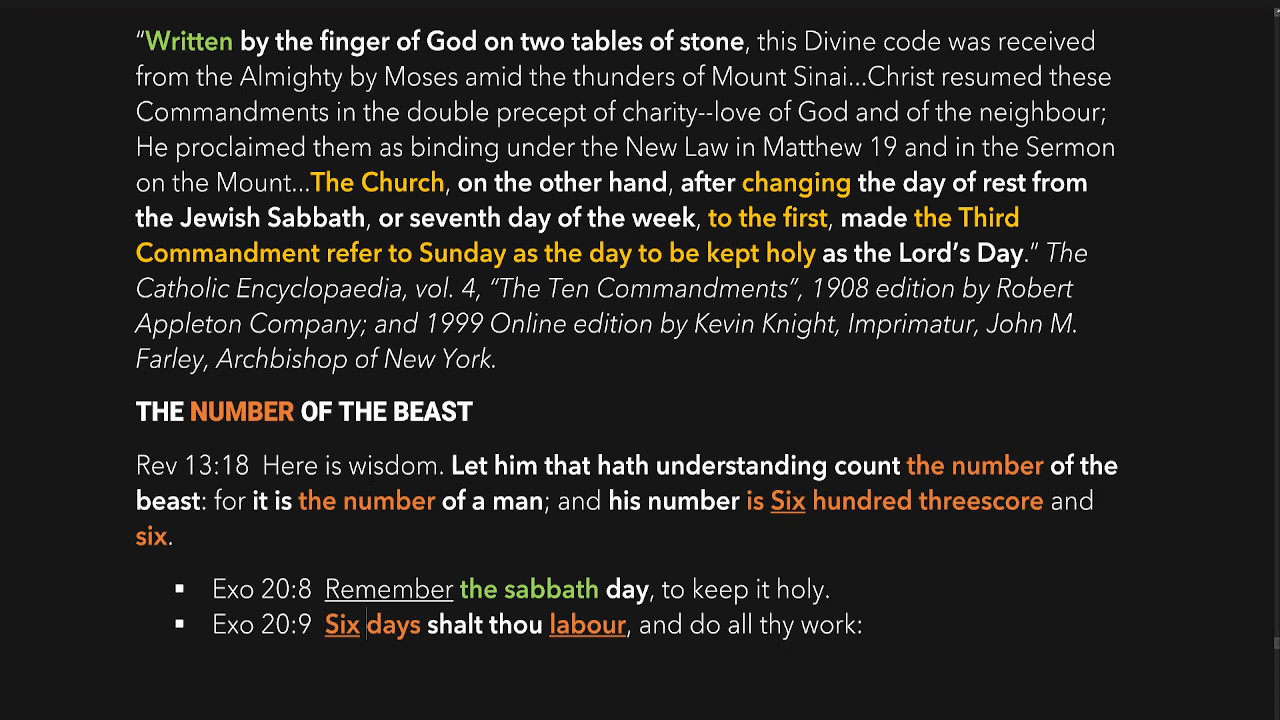 “Written by the finger of God on two tables of stone, this Divine code was received
from the Almighty by Moses amid the thunders of Mount Sinai...Christ resumed these
Commandments in the double precept of charity--love of God and of the neighbour;
He proclaimed them as binding under the New Law in Matthew 19 and in the Sermon
on the Mount...The Church, on the other hand, after changing the day of rest from
the Jewish Sabbath, or seventh day of the week, to the first, made the Third
Commandment refer to Sunday as the day to be kept holy as the Lord’s Day.” The
Catholic Encyclopaedia, vol. 4, “The Ten Commandments”, 1908 edition by Robert
Appleton Company; and 1999 Online edition by Kevin Knight, Imprimatur, John M.
Farley, Archbishop of New York.
THE NUMBER OF THE BEAST
Rev 13:18 Here is wisdom. Let him that hath understanding count the number of the
beast: for it is the number of a man; and his number is Six hundred threescore and
six.
▪ Exo 20:8 Remember the sabbath day, to keep it holy.
▪ Exo 20:9 Six days shalt thou labour, and do all thy work: